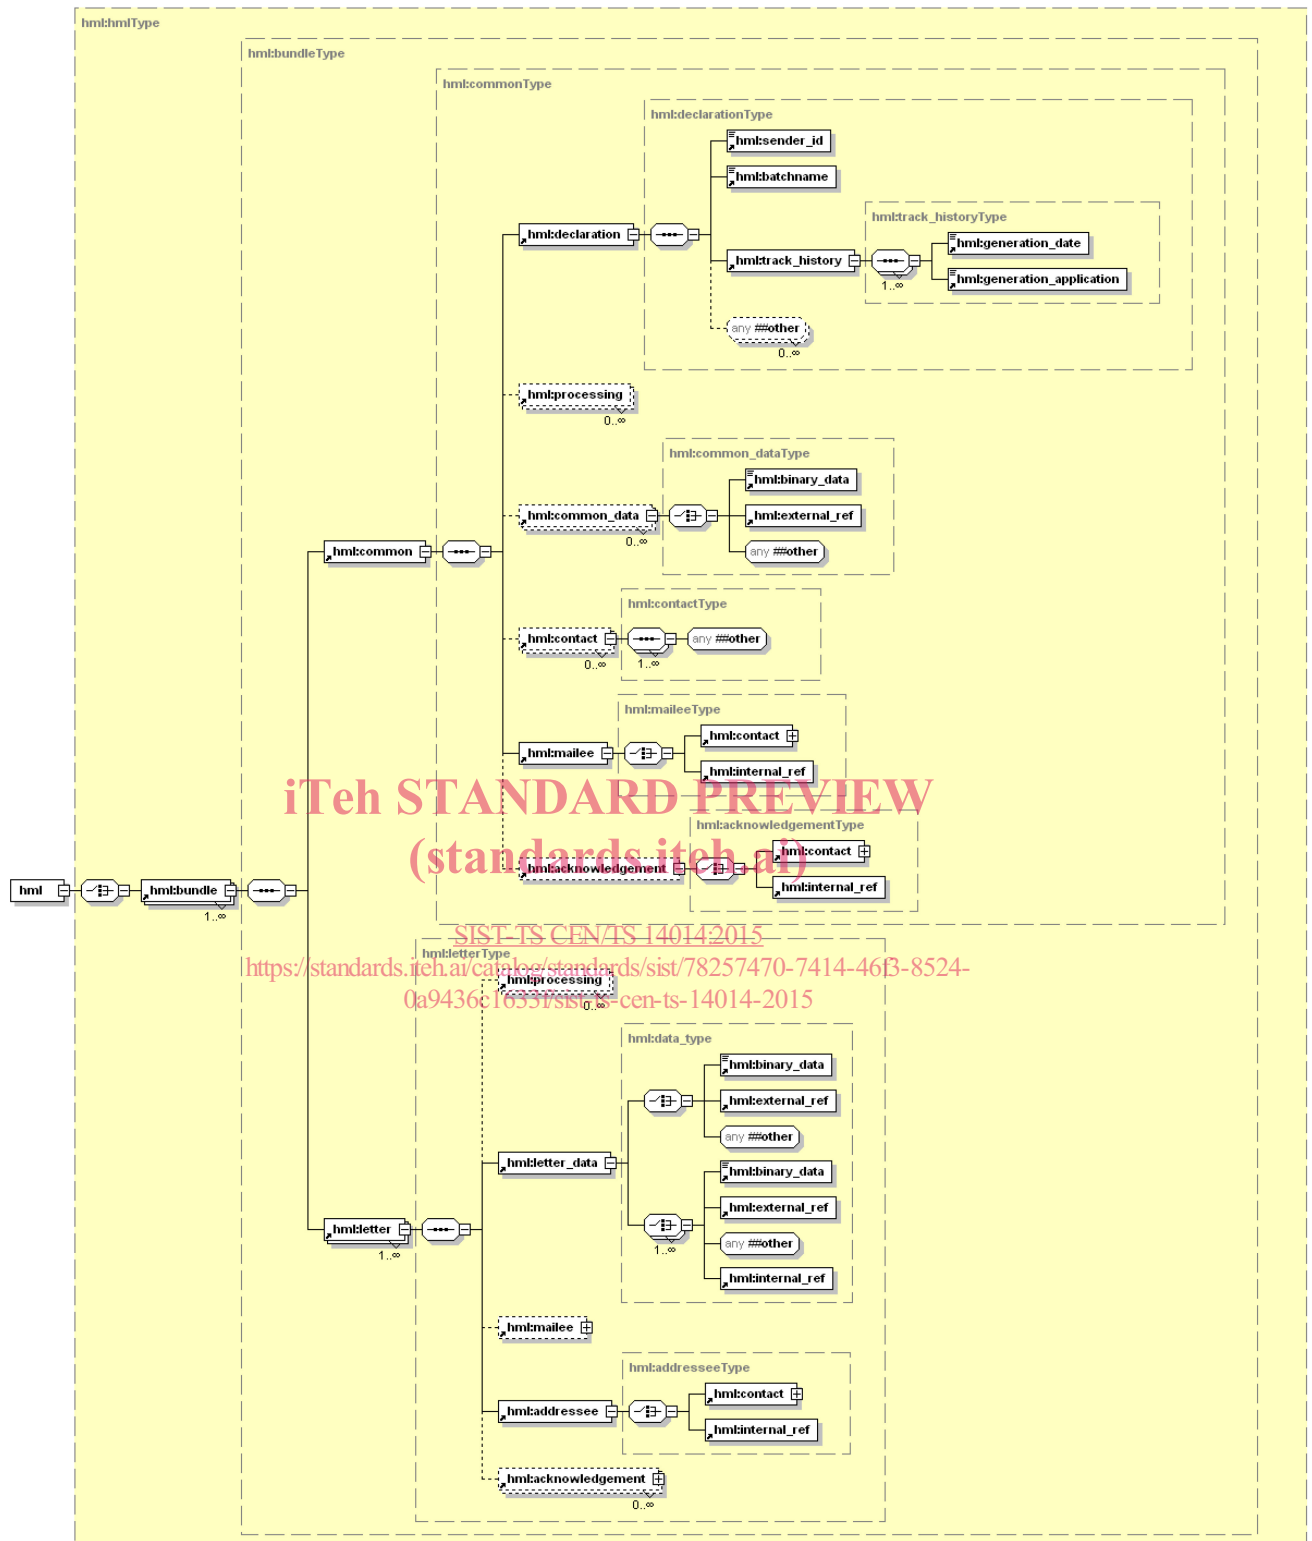 hml:hmlType
hml:bundleType
hml:commonType
hml:declarationType
hml:sender_id
hml:batchname
hml:track_historyType
hml:declaration
hml:generation_date
hml:track_history
hml:generation_application
1..∞
any ##other
0..∞
hml:processing
0..∞
hml:common_dataType
hml:binary_data
hml:common_data
hml:external_ref
0..∞
hml:common
any ##other
hml:contactType
hml:contact
any ##other
0..∞
1..∞
hml:maileeType
hml:contact
hml:mailee
hml:internal_ref
iTeh STANDARD PREVIEW
hml:acknowledgementType
hml:contact
(standards.iteh.ai)
hml:acknowledgement
hml:internal_ref
hml
hml:bundle
1..∞
SIST-TS CEN/TS 14014:2015
hml:letterType
https://standards.iteh.ai/catalog/standards/sist/78257470-7414-46f3-8524-
hml:processing
0a9436c1633f/sist-ts-cen-ts-14014-2015
0..∞
hml:data_type
hml:binary_data
hml:external_ref
any ##other
hml:letter_data
hml:binary_data
hml:external_ref
hml:letter
any ##other
1..∞
1..∞
hml:internal_ref
hml:mailee
hml:addresseeType
hml:contact
hml:addressee
hml:internal_ref
hml:acknowledgement
0..∞